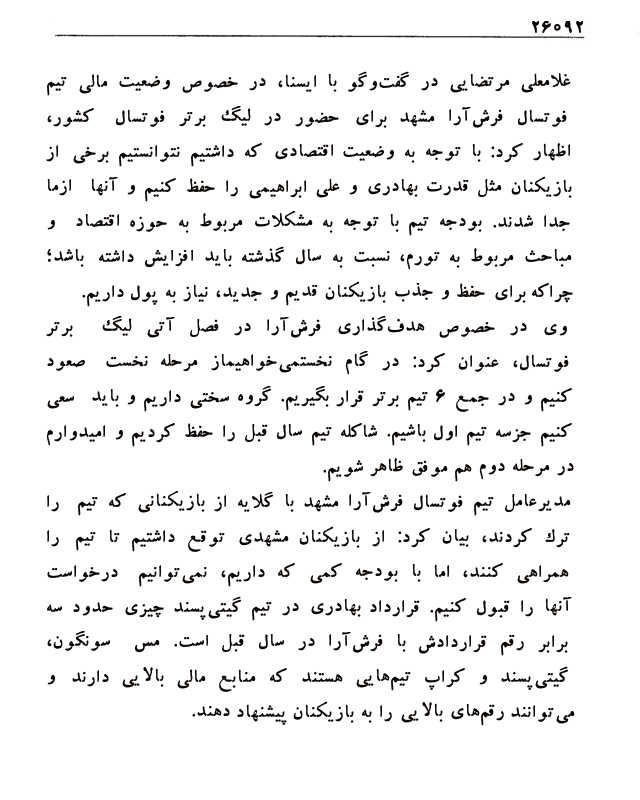 ۲۶۰۹۲
غلامعلی مرتضایی در گفت‌وگو با ایسنا، در خصوص وضعیت مالی تیم
فوتسال فرش‌آرا مشهد برای حضور در لیگ برتر فوتسال کشور،
اظهار کرد: با توجه به وضعیت اقتصادی که داشتیم نتوانستیم برخی از
بازیکنان مثل قدرت بهادری و علی ابراهیمی را حفظ کنیم و آنها ازما
جدا شدند. بودجه تیم با توجه به مشکلات مربوط به حوزه اقتصاد و
مباحث مربوط به تورم، نسبت به سال گذشته باید افزایش داشته باشد؛
چراکه برای حفظ و جذب بازیکنان قدیم و جدید، نیاز به پول داریم.
وی در خصوص هدف‌گذاری فرش‌آرا در فصل آتی لیگ برتر
فوتسال، عنوان کرد: در گام نخستمی‌خواهیماز مرحله نخست صعود
کنیم و در جمع ۶ تیم برتر قرار بگیریم. گروه سختی داریم و باید سعی
کنیم جزسه تیم اول باشیم. شاکله تیم سال قبل را حفظ کردیم و امیدوارم
در مرحله دوم هم موفق ظاهر شویم.
مدیرعامل تیم فوتسال فرش‌آرا مشهد با گلایه از بازیکنانی که تیم را
ترك کردند، بیان کرد: از بازیکنان مشهدی توقع داشتیم تا تیم را
همراهی کنند، اما با بودجه کمی که داریم، نمی‌توانیم درخواست
آنها را قبول کنیم. قرارداد بهادری در تیم گیتی‌پسند چیزی حدود سه
برابر رقم قراردادش با فرش‌آرا در سال قبل است. مس سونگون،
گیتی‌پسند و کراپ تیم‌هایی هستند که منابع مالی بالایی دارند و
می‌توانند رقم‌های بالایی را به بازیکنان پیشنهاد دهند.